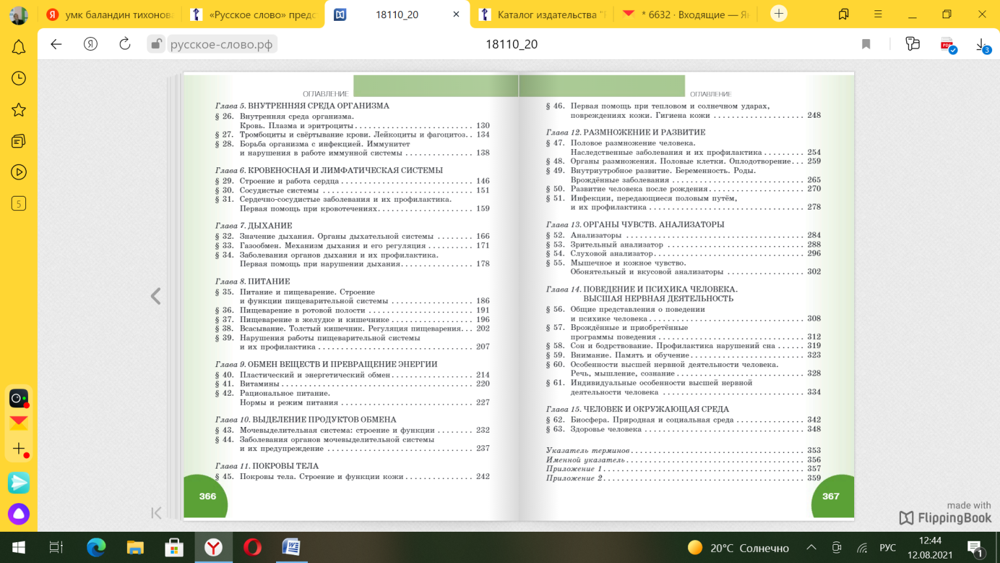 умк баландин тихонова
«Русское слово» предс
18110_20
Каталог издательства "Р
* 6632 · Входящие — Ян
русское-слово.рф
18110_20
3
5
ОГЛАВЛЕНИЕ
Глава 5. ВНУТРЕННЯЯ СРЕДА ОРГАНИЗМА
§ 26. Внутренняя среда организма.
Кровь. Плазма и эритроциты 130
§ 27. Тромбоциты и свёртывание крови. Лейкоциты и фагоцитоз 134
§ 28. Борьба организма с инфекцией. Иммунитет
и нарушения в работе иммунной системы 138
Глава 6. КРОВЕНОСНАЯ И ЛИМФАТИЧЕСКАЯ СИСТЕМЫ
§ 29. Строение и работа сердца 146
§ 30. Сосудистые системы 151
§ 31. Сердечно-сосудистые заболевания и их профилактика.
Первая помощь при кровотечениях 159
Глава 7. ДЫХАНИЕ
§ 32. Значение дыхания. Органы дыхательной системы 166
§ 33. Газообмен. Механизм дыхания и его регуляция 171
§ 34. Заболевания органов дыхания и их профилактика.
Первая помощь при нарушении дыхания 178
Глава 8. ПИТАНИЕ
§ 35. Питание и пищеварение. Строение
и функции пищеварительной системы 186
§ 36. Пищеварение в ротовой полости 191
§ 37. Пищеварение в желудке и кишечнике 196
§ 38. Всасывание. Толстый кишечник. Регуляция пищеварения 202
§ 39. Нарушения работы пищеварительной системы
и их профилактика 207
Глава 9. ОБМЕН ВЕЩЕСТВ И ПРЕВРАЩЕНИЕ ЭНЕРГИИ
§ 40. Пластический и энергетический обмен 214
§ 41. Витамины 220
§ 42. Рациональное питание.
Нормы и режим питания 227
Глава 10. ВЫДЕЛЕНИЕ ПРОДУКТОВ ОБМЕНА
§ 43. Мочевыделительная система: строение и функции 232
§ 44. Заболевания органов мочевыделительной системы
и их предупреждение 237
Глава 11. ПОКРОВЫ ТЕЛА
§ 45. Покровы тела. Строение и функции кожи 242
366
ОГЛАВЛЕНИЕ
§ 46. Первая помощь при тепловом и солнечном ударах,
повреждениях кожи. Гигиена кожи 248
Глава 12. РАЗМНОЖЕНИЕ И РАЗВИТИЕ
§ 47. Половое размножение человека.
Наследственные заболевания и их профилактика 254
§ 48. Органы размножения. Половые клетки. Оплодотворение 259
§ 49. Внутриутробное развитие. Беременность. Роды.
Врождённые заболевания 265
§ 50. Развитие человека после рождения 270
§ 51. Инфекции, передающиеся половым путём,
и их профилактика 278
Глава 13. ОРГАНЫ ЧУВСТВ. АНАЛИЗАТОРЫ
§ 52. Анализаторы 284
§ 53. Зрительный анализатор 288
§ 54. Слуховой анализатор 296
§ 55. Мышечное и кожное чувство.
Обонятельный и вкусовой анализаторы 302
Глава 14. ПОВЕДЕНИЕ И ПСИХИКА ЧЕЛОВЕКА.
ВЫСШАЯ НЕРВНАЯ ДЕЯТЕЛЬНОСТЬ
§ 56. Общие представления о поведении
и психике человека 308
§ 57. Врождённые и приобретённые
программы поведения 312
§ 58. Сон и бодрствование. Профилактика нарушений сна 319
§ 59. Внимание. Память и обучение 323
§ 60. Особенности высшей нервной деятельности человека.
Речь, мышление, сознание 328
§ 61. Индивидуальные особенности высшей нервной
деятельности человека 334
Глава 15. ЧЕЛОВЕК И ОКРУЖАЮЩАЯ СРЕДА
§ 62. Биосфера. Природная и социальная среда 342
§ 63. Здоровье человека 348
Указатель терминов 353
Именной указатель 356
Приложение 1 357
Приложение 2 359
367
made with
FlippingBook
20°C Солнечно
РУС
12:44
12.08.2021
1